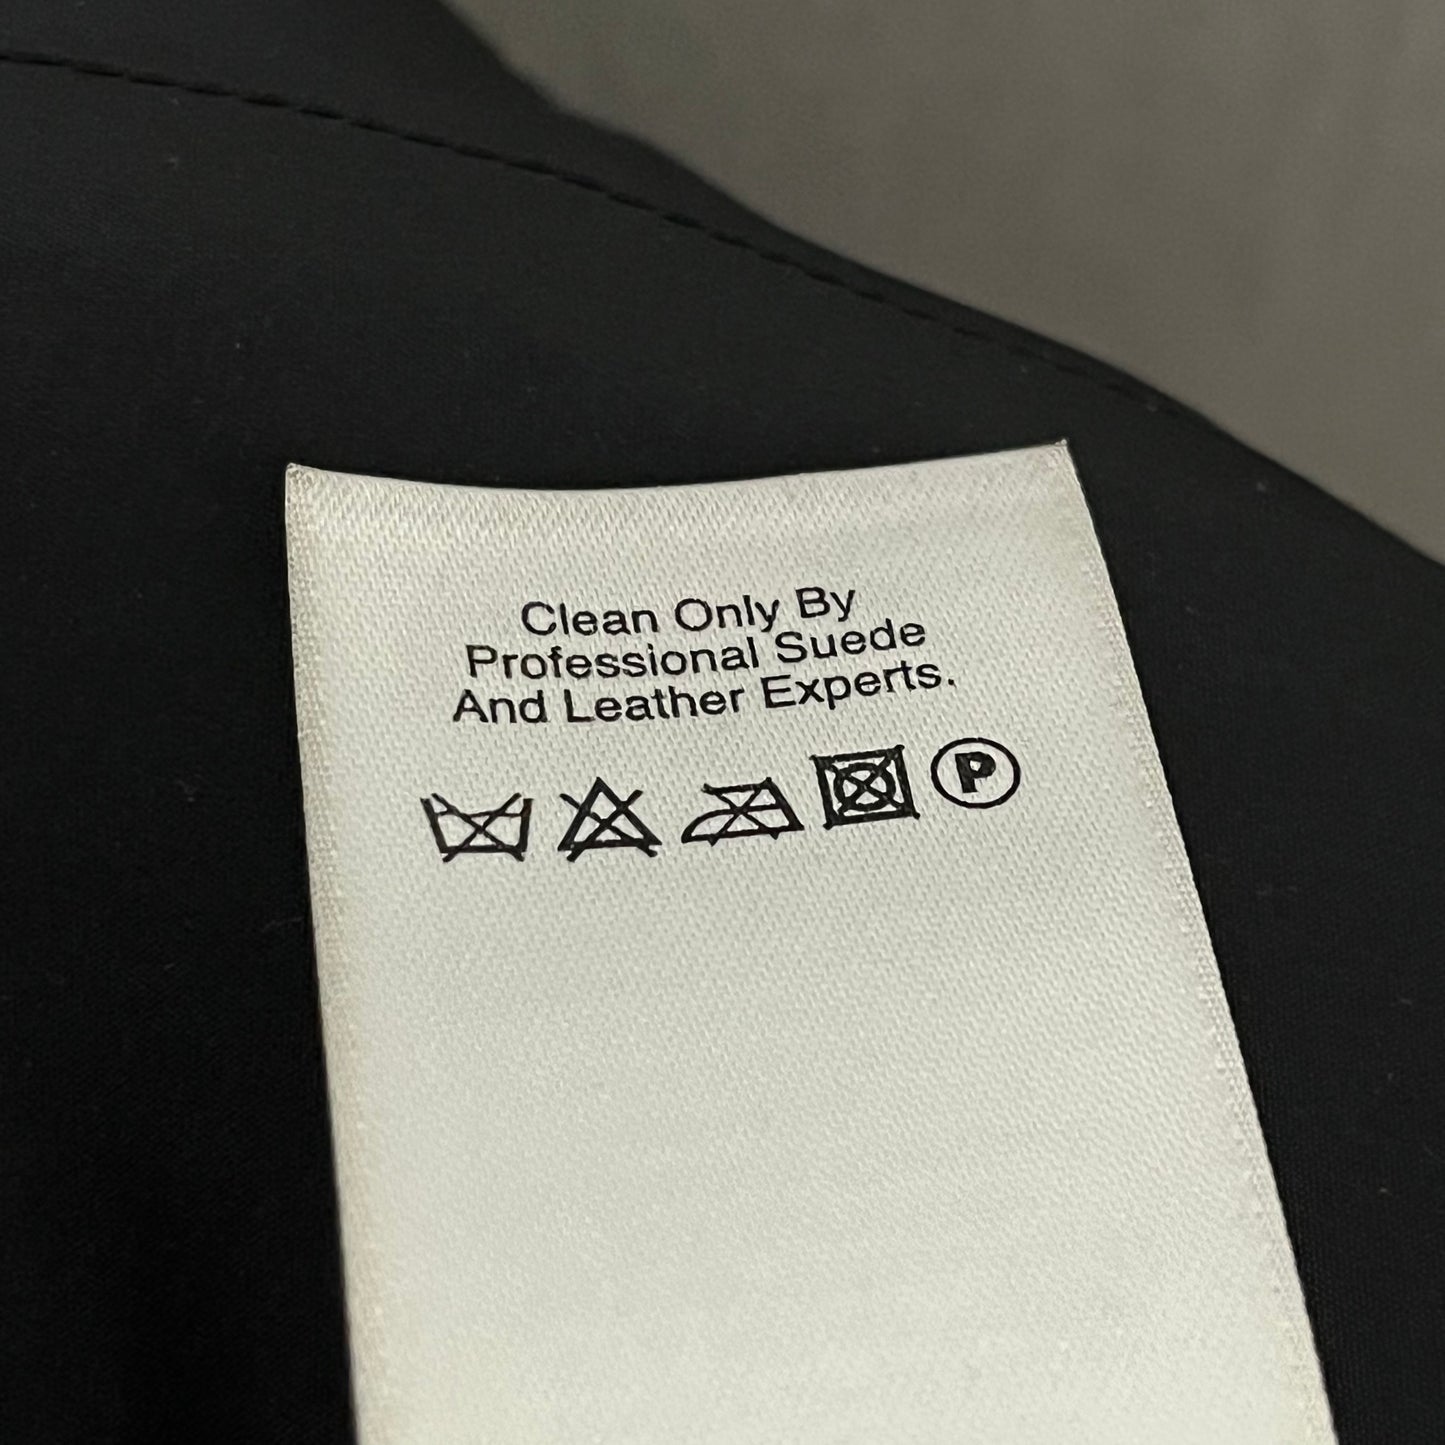 Clean Only By
Professional Suede
And Leather Experts.
P